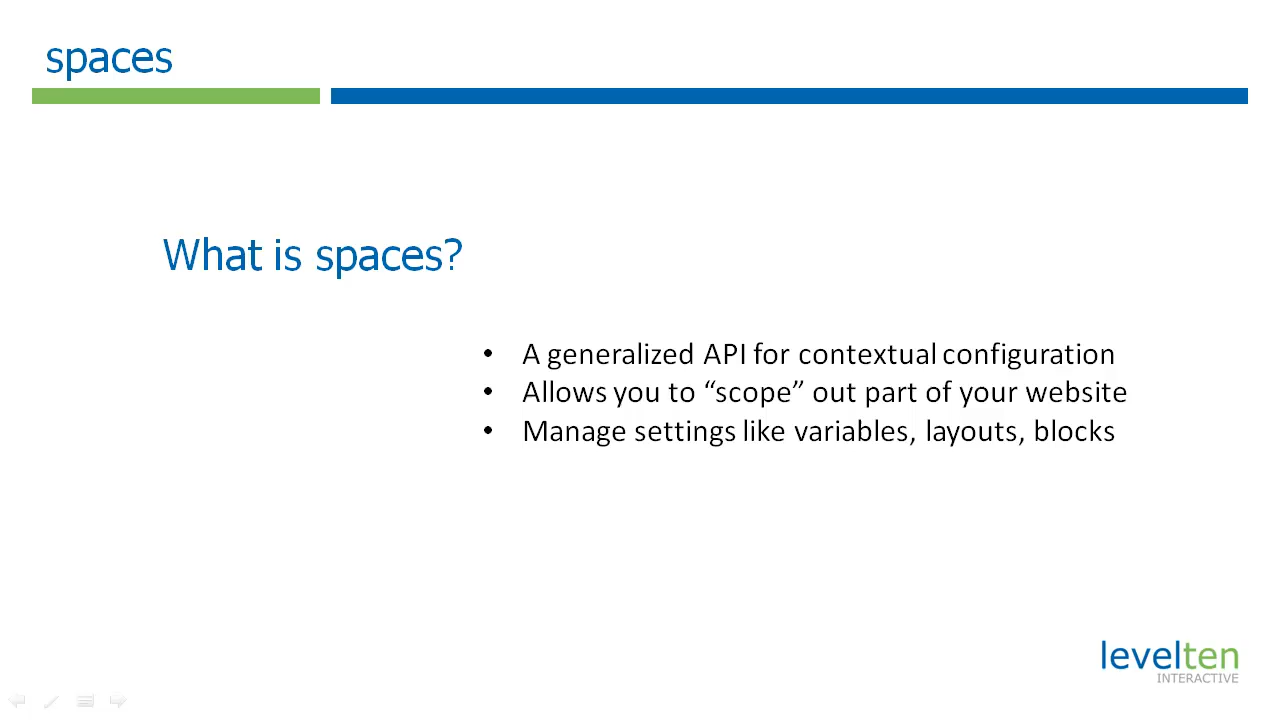 spaces
What is spaces?
• A generalized API for contextual configuration
• Allows you to “scope” out part of your website
• Manage settings like variables, layouts, blocks
levelten
INTERACTIVE